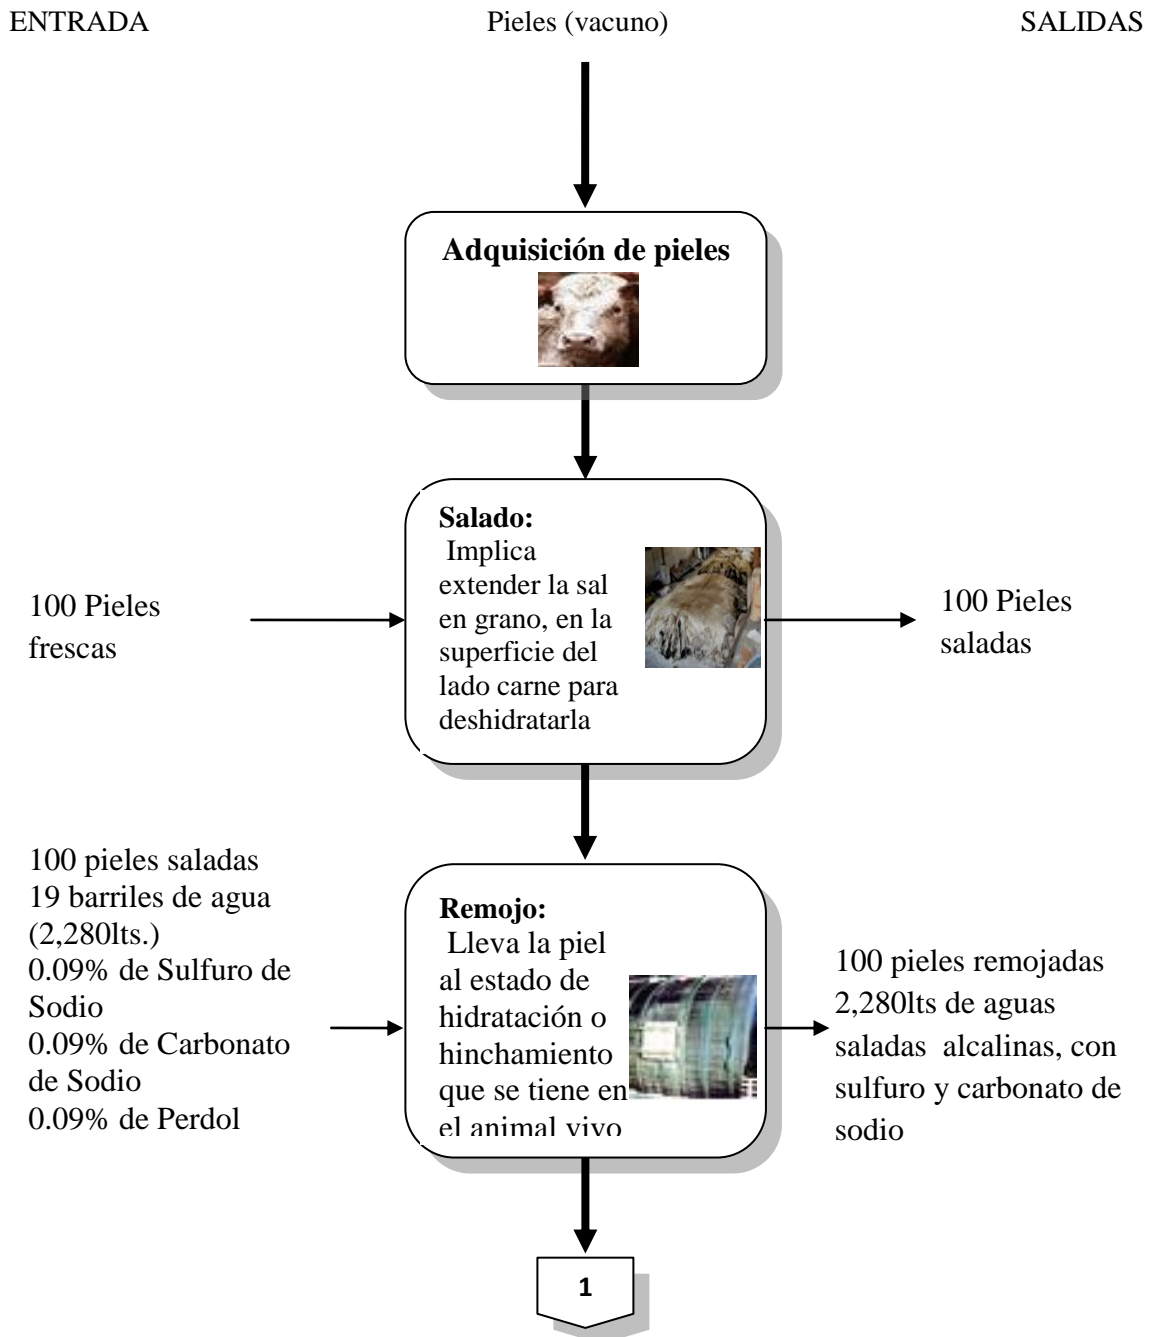 ENTRADA
Pieles (vacuno)
SALIDAS
Adquisición de pieles
Salado:
Implica
extender la sal
en grano, en la
superficie del
lado carne para
deshidratarla
100 Pieles
frescas
100 Pieles
saladas
100 pieles saladas
19 barriles de agua
(2,280lts.)
0.09% de Sulfuro de
Sodio
0.09% de Carbonato
de Sodio
0.09% de Perdol
Remojo:
Lleva la piel
al estado de
hidratación o
hinchamiento
que se tiene en
el animal vivo
100 pieles remojadas
2,280lts de aguas
saladas  alcalinas, con
sulfuro y carbonato de
sodio
1